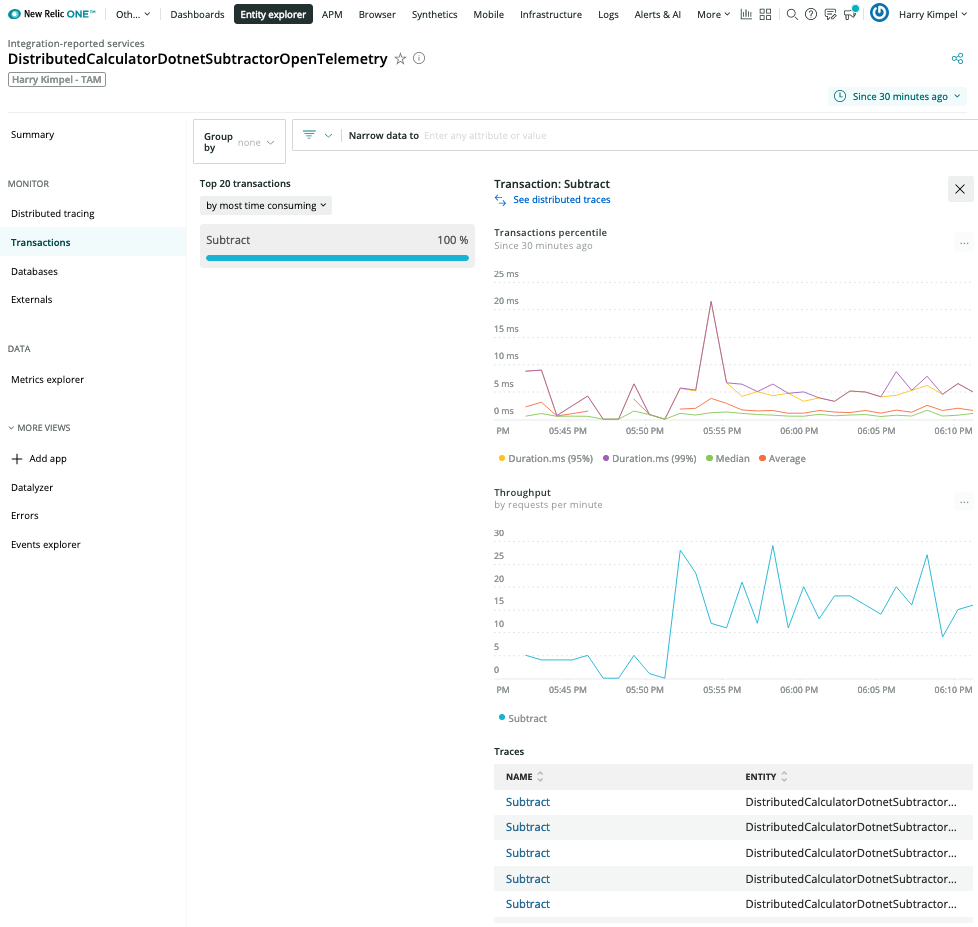 New Relic ONE™ Oth... Dashboards Entity explorer APM Browser Synthetics Mobile Infrastructure Logs Alerts & AI More Harry Kimpel
Integration-reported services
DistributedCalculatorDotnetSubtractorOpenTelemetry
Harry Kimpel - TAM
Since 30 minutes ago
Summary
MONITOR
Distributed tracing
Transactions
Databases
Externals
DATA
Metrics explorer
MORE VIEWS
Add app
Datalyzer
Errors
Events explorer
Group by none
Narrow data to Enter any attribute or value
Top 20 transactions
by most time consuming
Subtract 100 %
Transaction: Subtract
See distributed traces
Transactions percentile
Since 30 minutes ago
25 ms
20 ms
15 ms
10 ms
5 ms
0 ms
PM 05:45 PM 05:50 PM 05:55 PM 06:00 PM 06:05 PM 06:10 PM
Duration.ms (95%) Duration.ms (99%) Median Average
Throughput
by requests per minute
30
25
20
15
10
5
0
PM 05:45 PM 05:50 PM 05:55 PM 06:00 PM 06:05 PM 06:10 PM
Subtract
Traces
NAME ENTITY
Subtract DistributedCalculatorDotnetSubtractor...
Subtract DistributedCalculatorDotnetSubtractor...
Subtract DistributedCalculatorDotnetSubtractor...
Subtract DistributedCalculatorDotnetSubtractor...
Subtract DistributedCalculatorDotnetSubtractor...